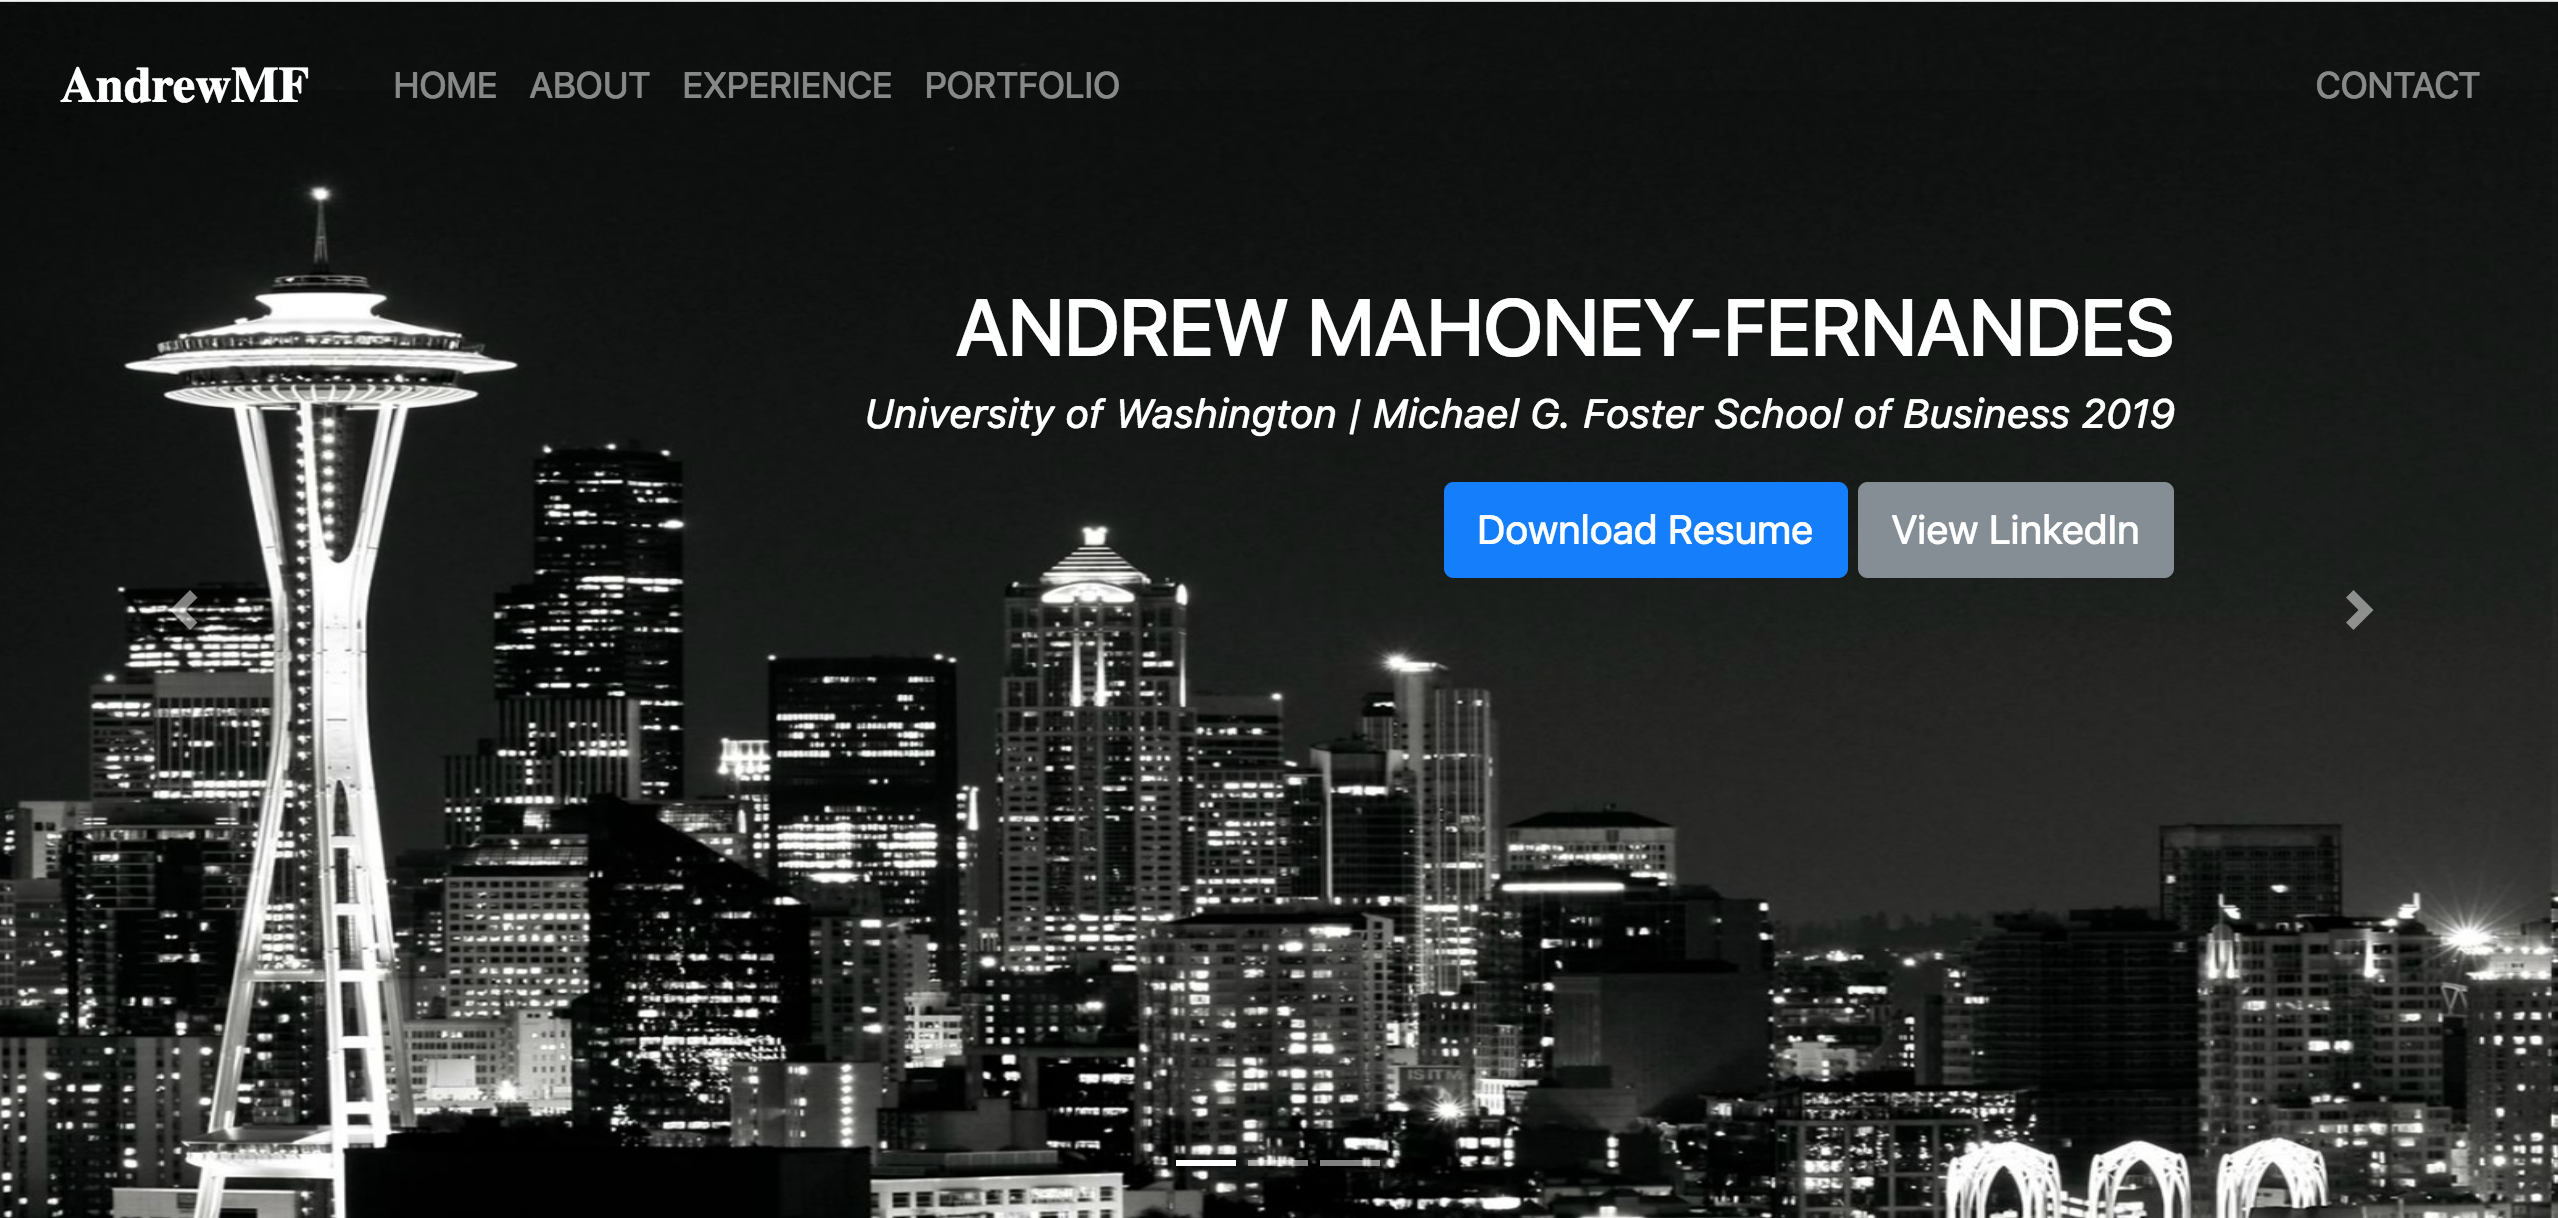 AndrewMF HOME ABOUT EXPERIENCE PORTFOLIO CONTACT
ANDREW MAHONEY-FERNANDES
University of Washington | Michael G. Foster School of Business 2019
Download Resume View LinkedIn